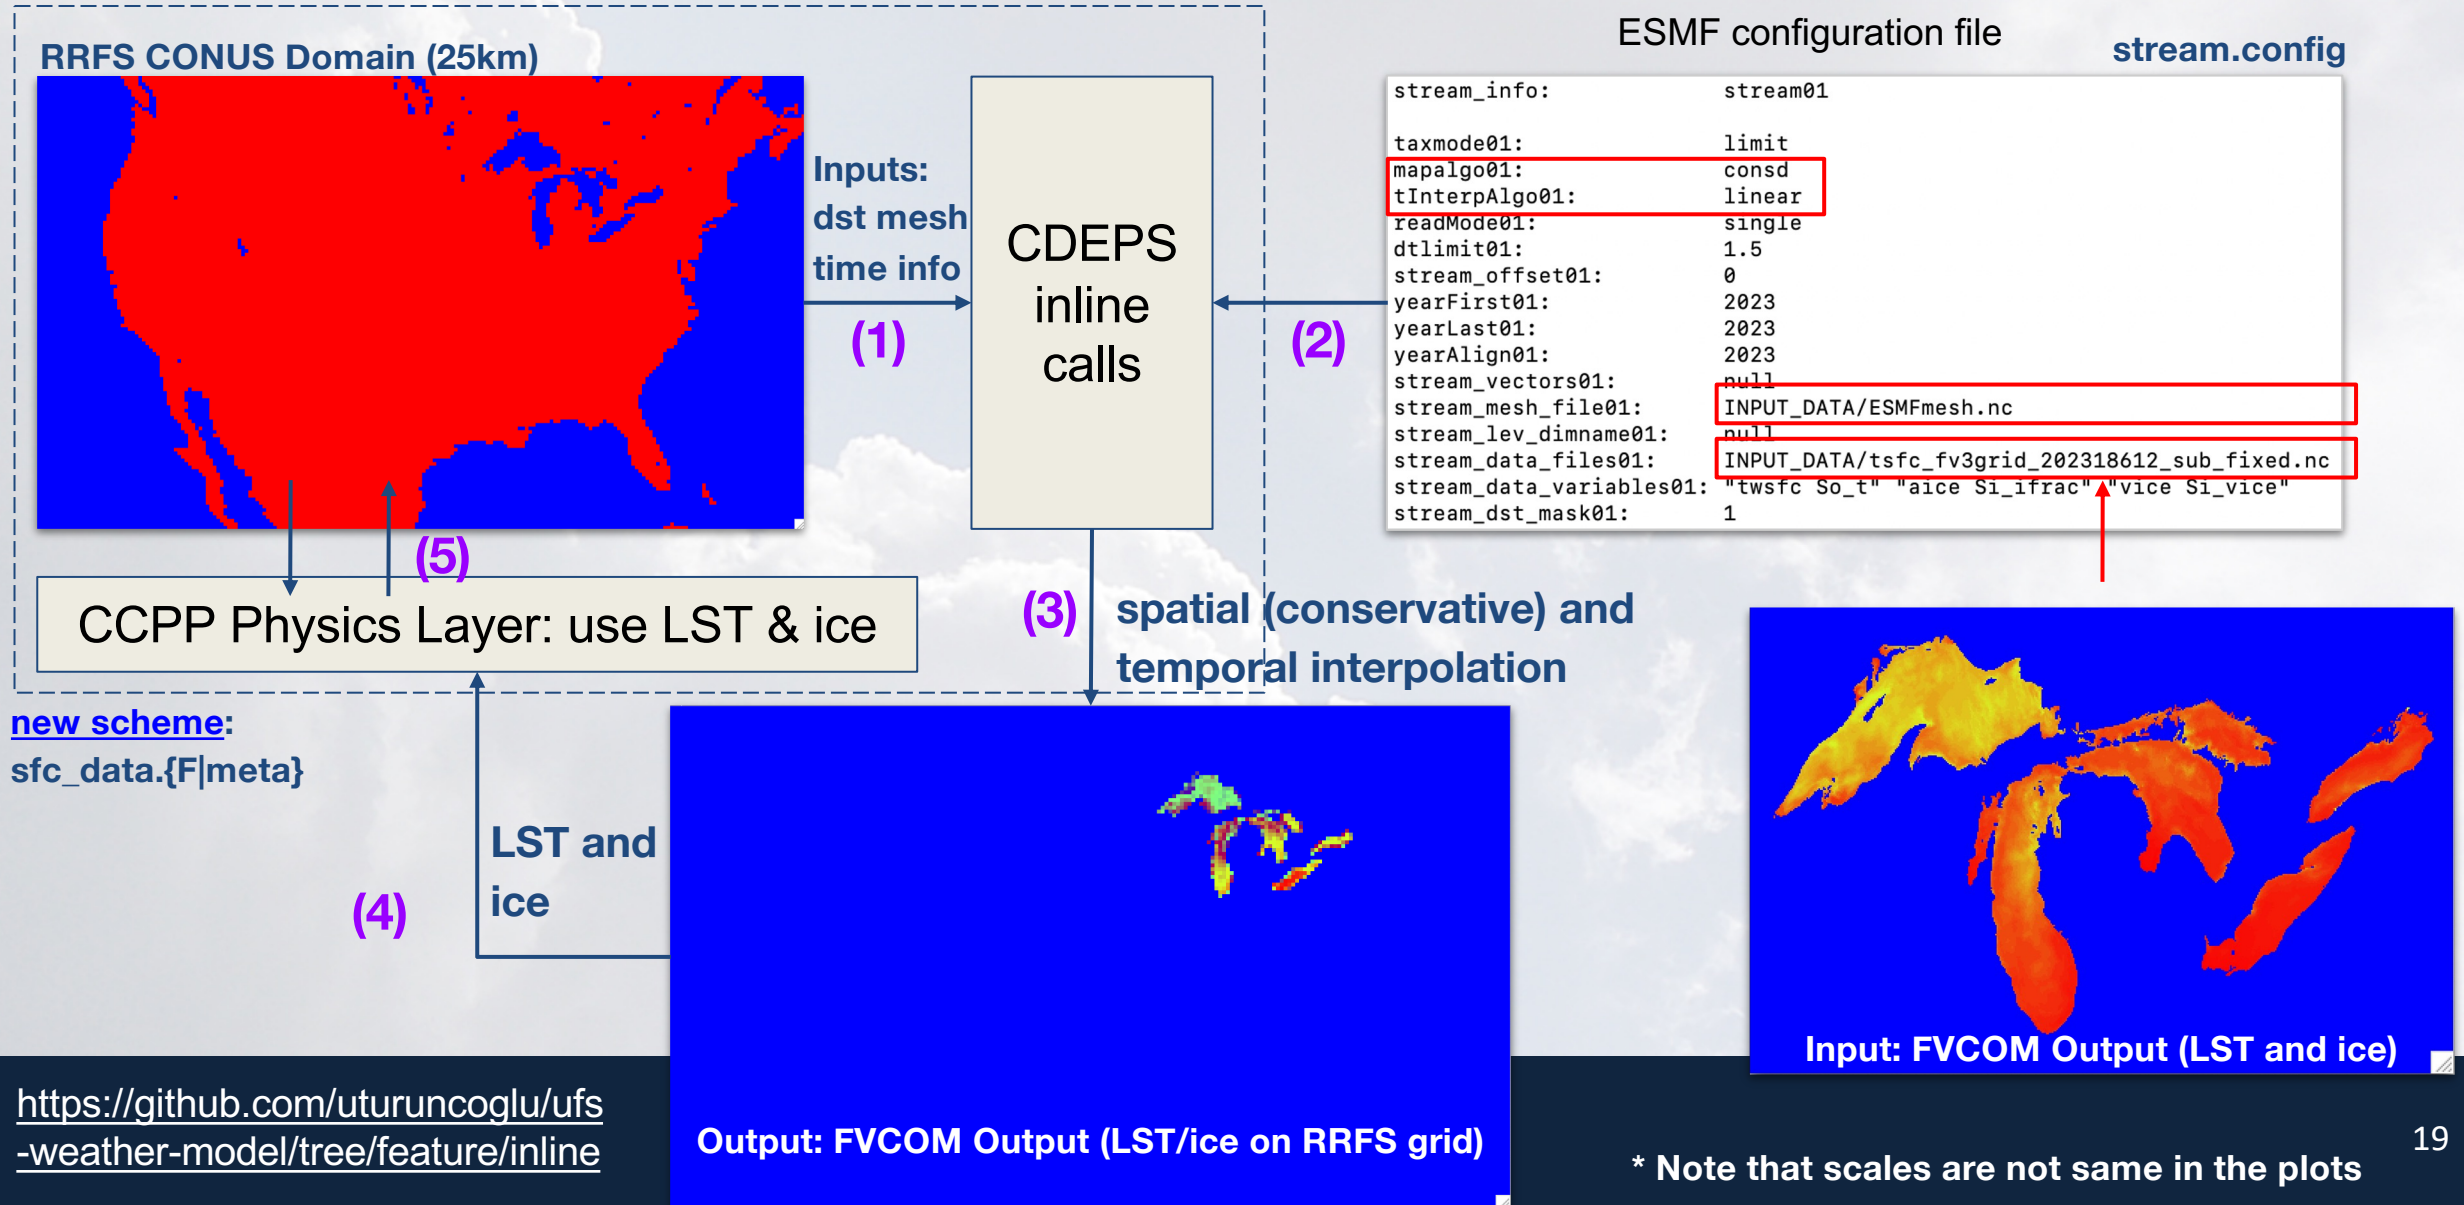 RRFS CONUS Domain (25km)
Inputs:
dst mesh
time info
(1)
CDEPS
inline
calls
(2)
ESMF configuration file
stream.config
stream_info: stream01
taxmode01: limit
mapalgo01: consd
tInterpAlgo01: linear
readMode01: single
dtlimit01: 1.5
stream_offset01: 0
yearFirst01: 2023
yearLast01: 2023
yearAlign01: 2023
stream_vectors01: null
stream_mesh_file01: INPUT_DATA/ESMFmesh.nc
stream_lev_dimname01: null
stream_data_files01: INPUT_DATA/tsfc_fv3grid_202318612_sub_fixed.nc
stream_data_variables01: "twsfc So_t" "aice Si_ifrac" "vice Si_vice"
stream_dst_mask01: 1
(5)
CCPP Physics Layer: use LST & ice
(3)
spatial (conservative) and
temporal interpolation
new scheme:
sfc_data.{F|meta}
LST and
ice
(4)
Input: FVCOM Output (LST and ice)
Output: FVCOM Output (LST/ice on RRFS grid)
https://github.com/uturuncoglu/ufs
-weather-model/tree/feature/inline
* Note that scales are not same in the plots
19